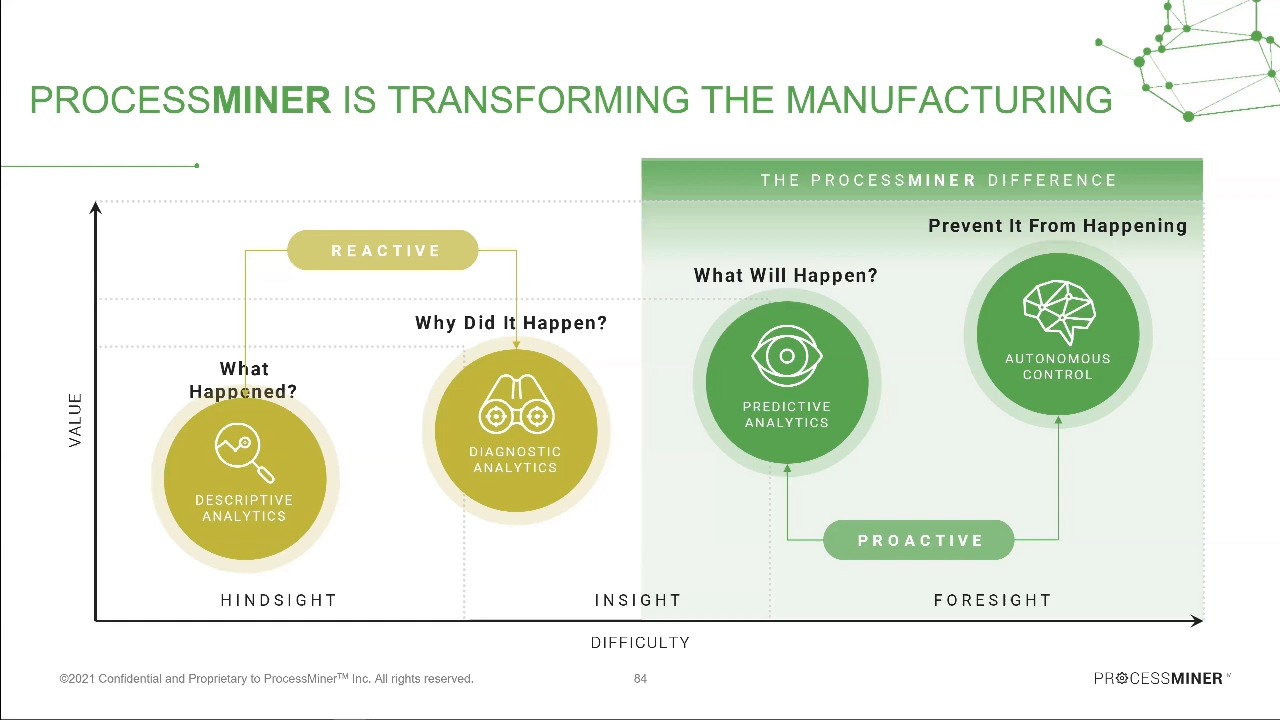 PROCESSMINER IS TRANSFORMING THE MANUFACTURING
THE PROCESSMINER DIFFERENCE
Prevent It From Happening
REACTIVE
What Will Happen?
Why Did It Happen?
What
Happened?
AUTONOMOUS
CONTROL
PREDICTIVE
ANALYTICS
DIAGNOSTIC
ANALYTICS
DESCRIPTIVE
ANALYTICS
VALUE
PROACTIVE
HINDSIGHT
INSIGHT
FORESIGHT
DIFFICULTY
©2021 Confidential and Proprietary to ProcessMiner™ Inc. All rights reserved.
84
PROCESSMINER™